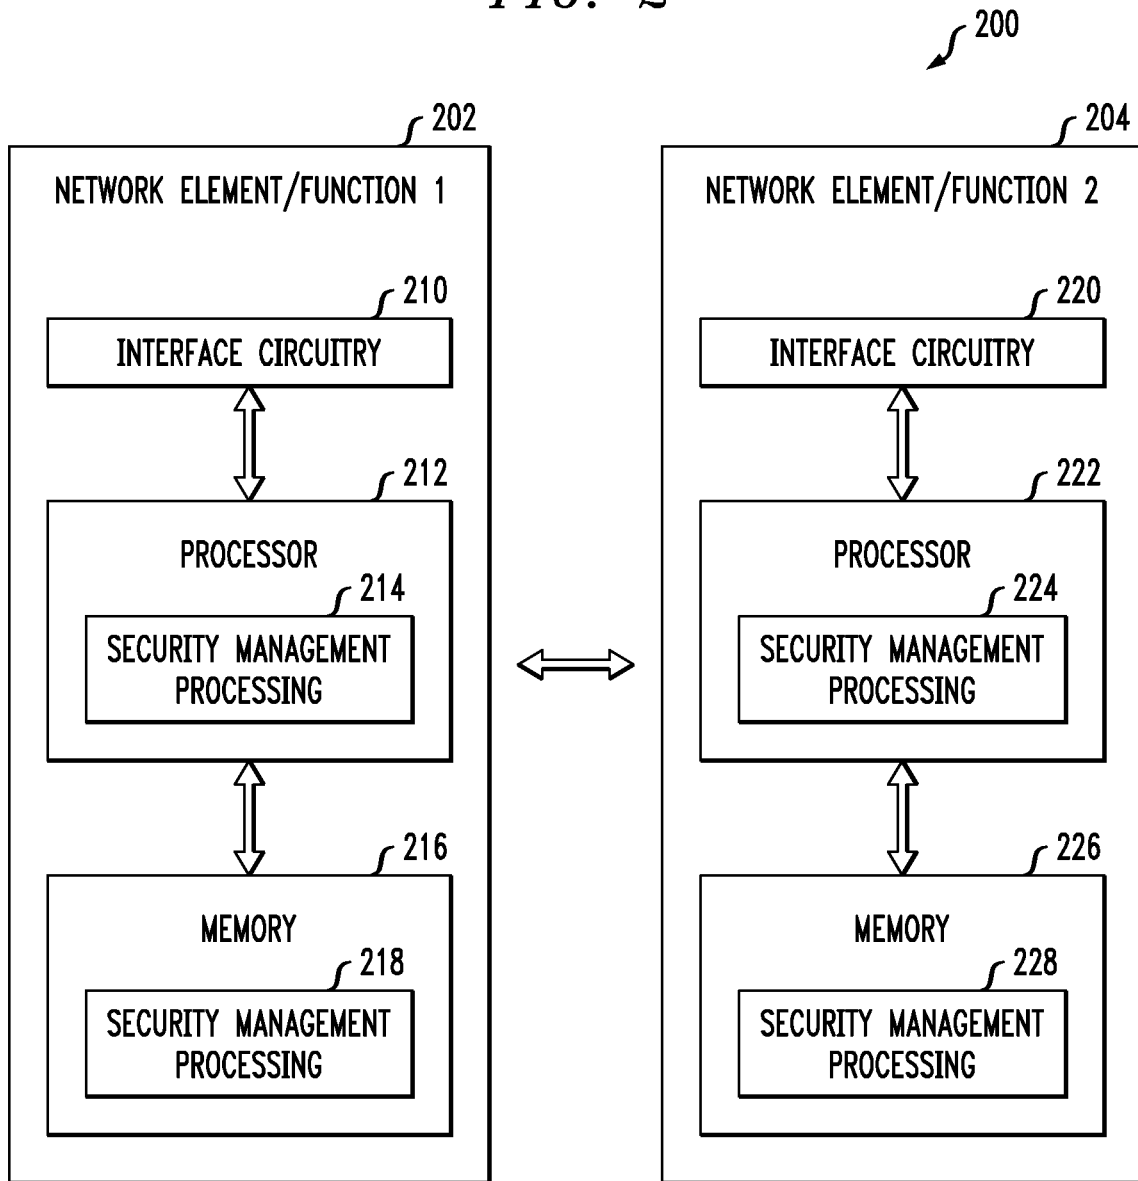 FIG. 2
200
202
NETWORK ELEMENT/FUNCTION 1
210
INTERFACE CIRCUITRY
212
PROCESSOR
214
SECURITY MANAGEMENT
PROCESSING
216
MEMORY
218
SECURITY MANAGEMENT
PROCESSING
204
NETWORK ELEMENT/FUNCTION 2
220
INTERFACE CIRCUITRY
222
PROCESSOR
224
SECURITY MANAGEMENT
PROCESSING
226
MEMORY
228
SECURITY MANAGEMENT
PROCESSING